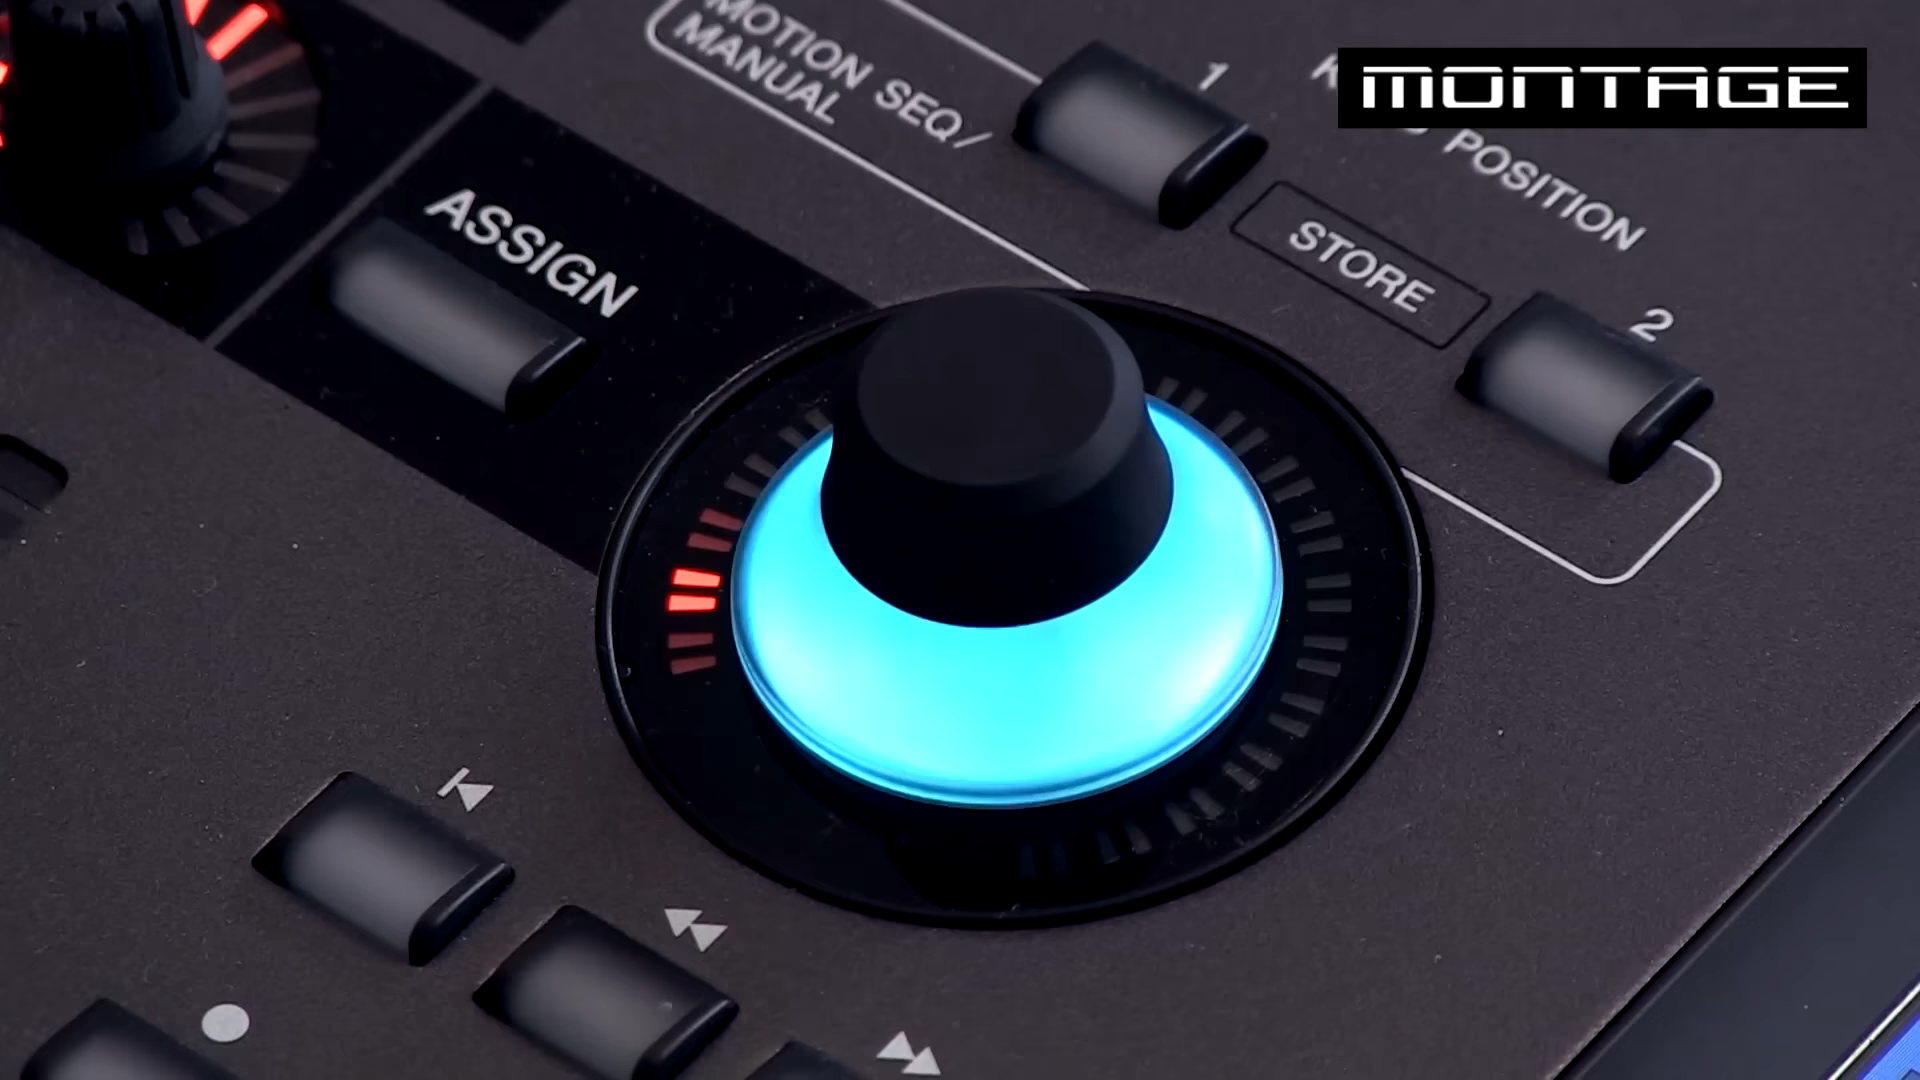 MOTION SEQ/
MANUAL
1
MONTAGE
POSITION
ASSIGN
STORE
2